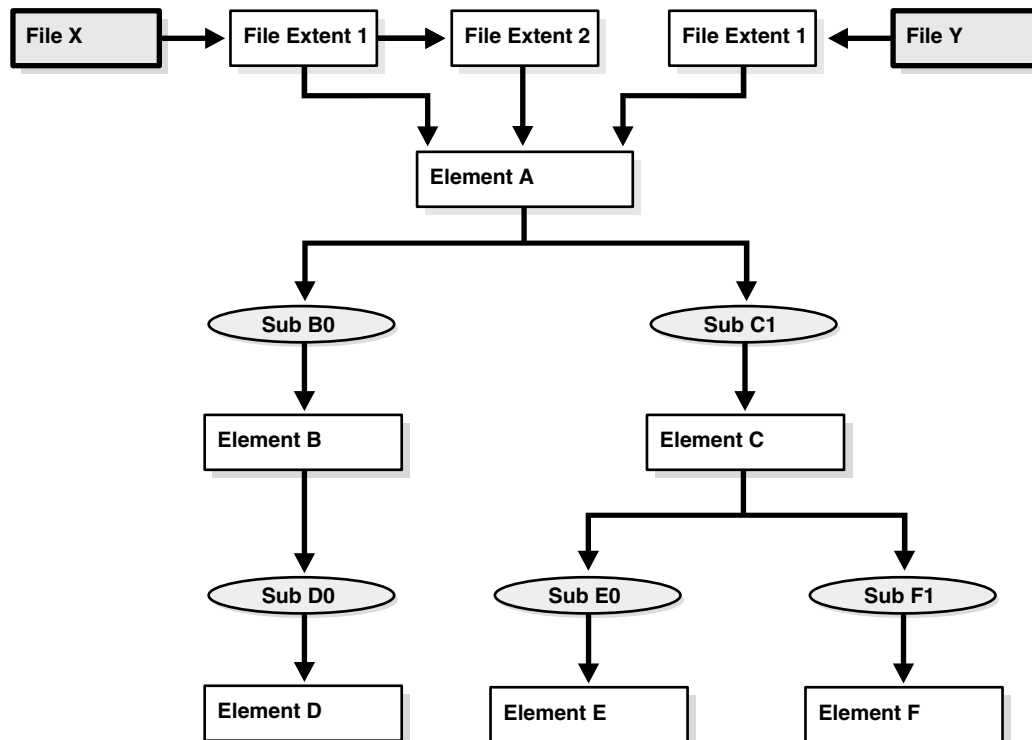 File X
File Extent 1
File Extent 2
File Extent 1
File Y
Element A
Sub B0
Sub C1
Element B
Element C
Sub D0
Sub E0
Sub F1
Element D
Element E
Element F